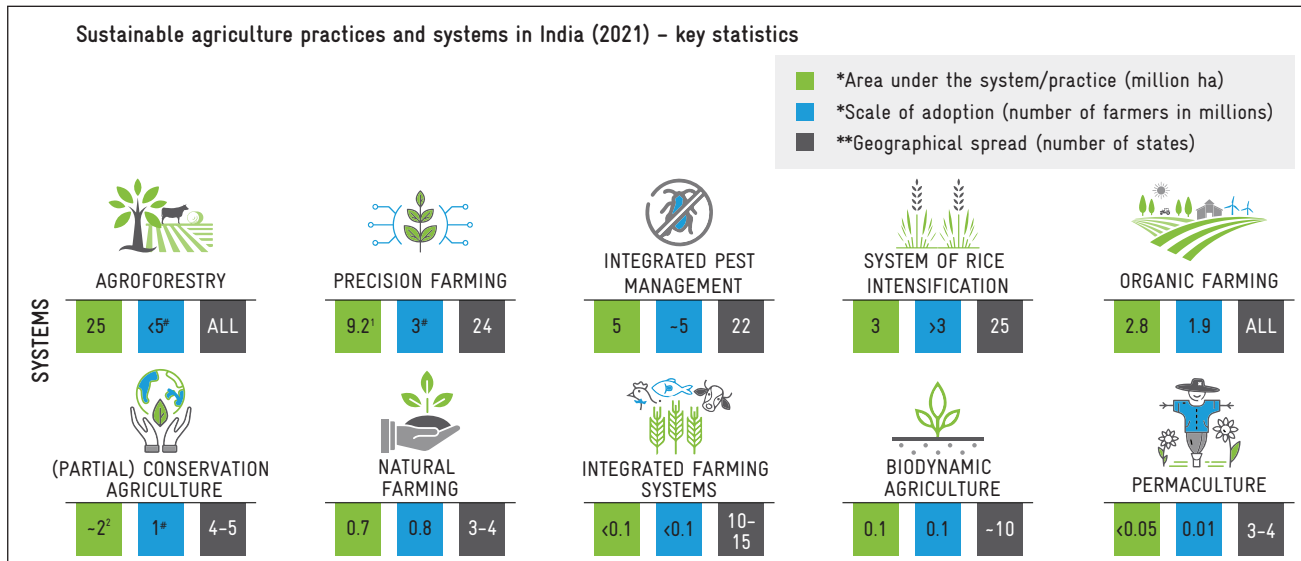 Sustainable agriculture practices and systems in India (2021) – key statistics
*Area under the system/practice (million ha)
*Scale of adoption (number of farmers in millions)
**Geographical spread (number of states)
SYSTEMS
AGROFORESTRY
25 <5# ALL
PRECISION FARMING
9.2¹ 3# 24
INTEGRATED PEST
MANAGEMENT
5 ~5 22
SYSTEM OF RICE
INTENSIFICATION
3 >3 25
ORGANIC FARMING
2.8 1.9 ALL
(PARTIAL) CONSERVATION
AGRICULTURE
~2² 1# 4–5
NATURAL
FARMING
0.7 0.8 3–4
INTEGRATED FARMING
SYSTEMS
<0.1 <0.1 10–
15
BIODYNAMIC
AGRICULTURE
0.1 0.1 ~10
PERMACULTURE
<0.05 0.01 3–4